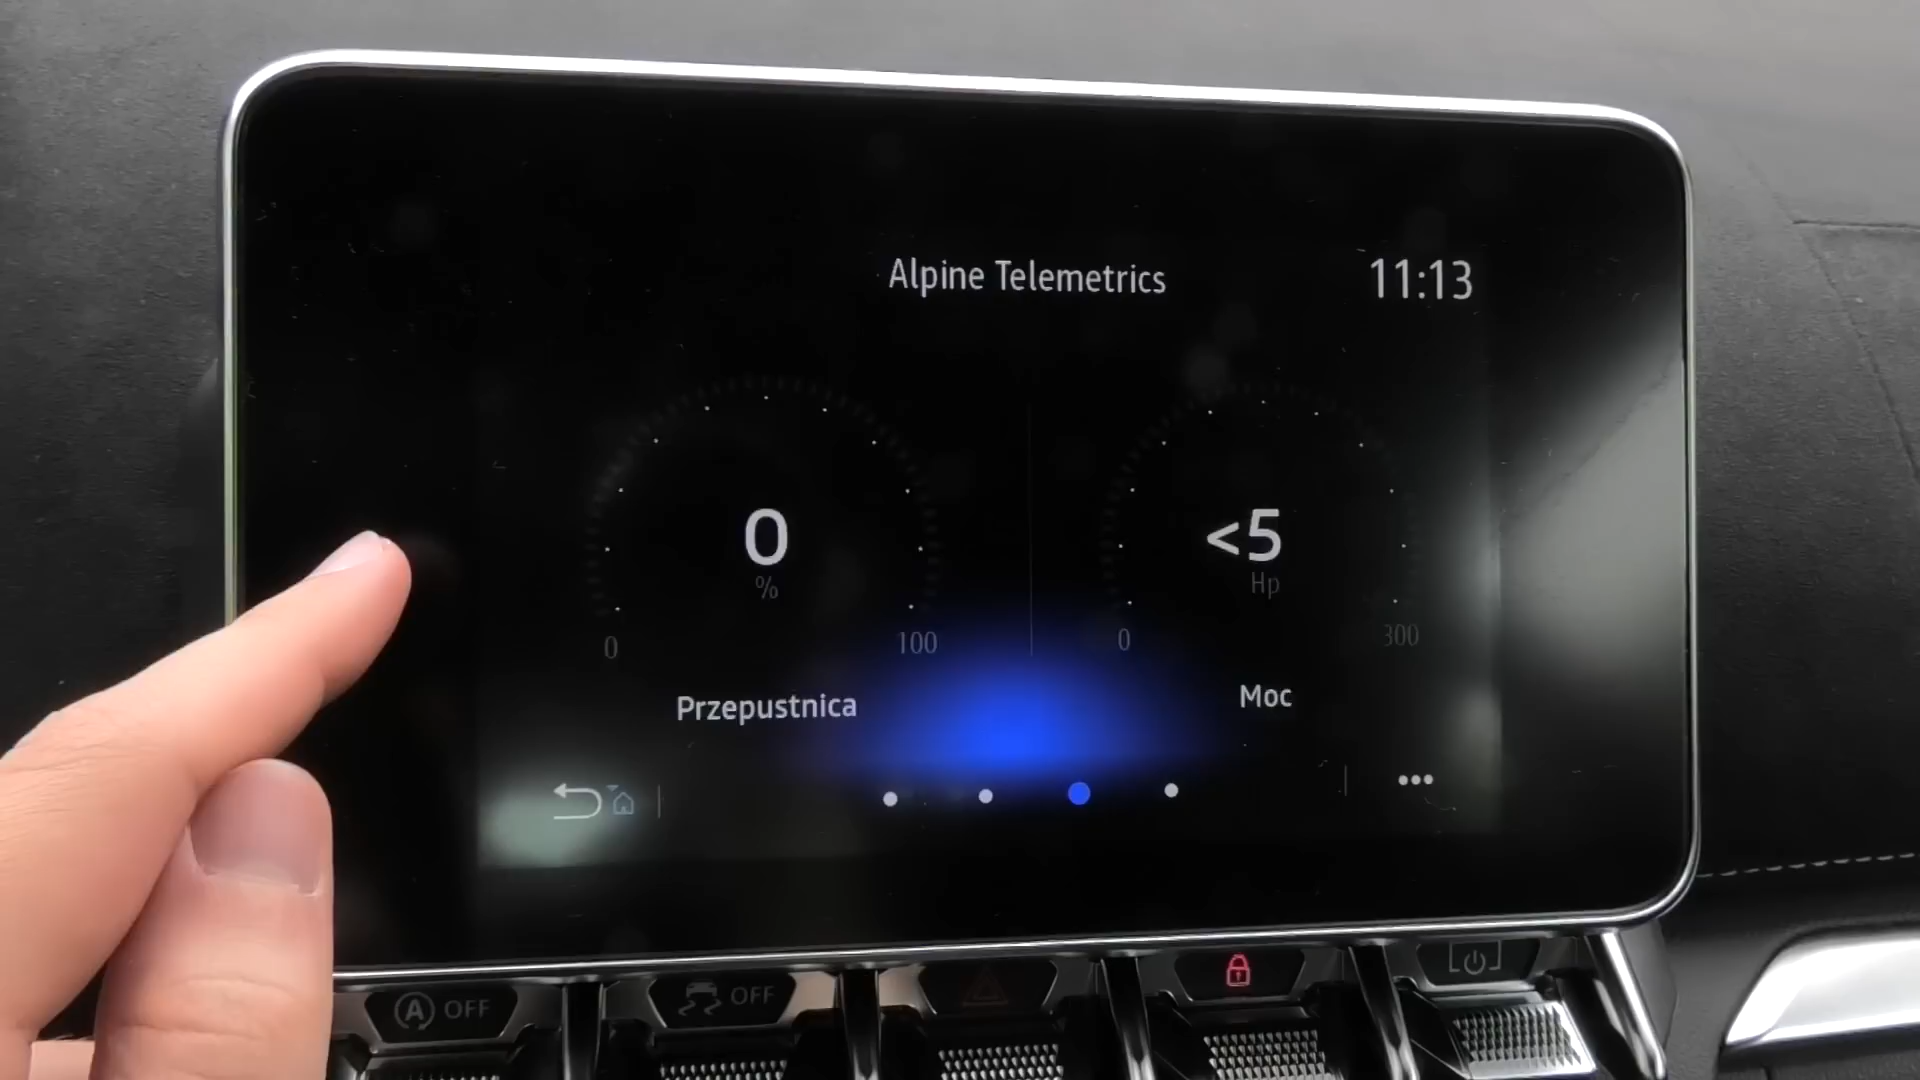 Alpine Telemetrics
11:13
0
%
0
100
Przepustnica
<5
Hp
0
300
Moc
A OFF
OFF